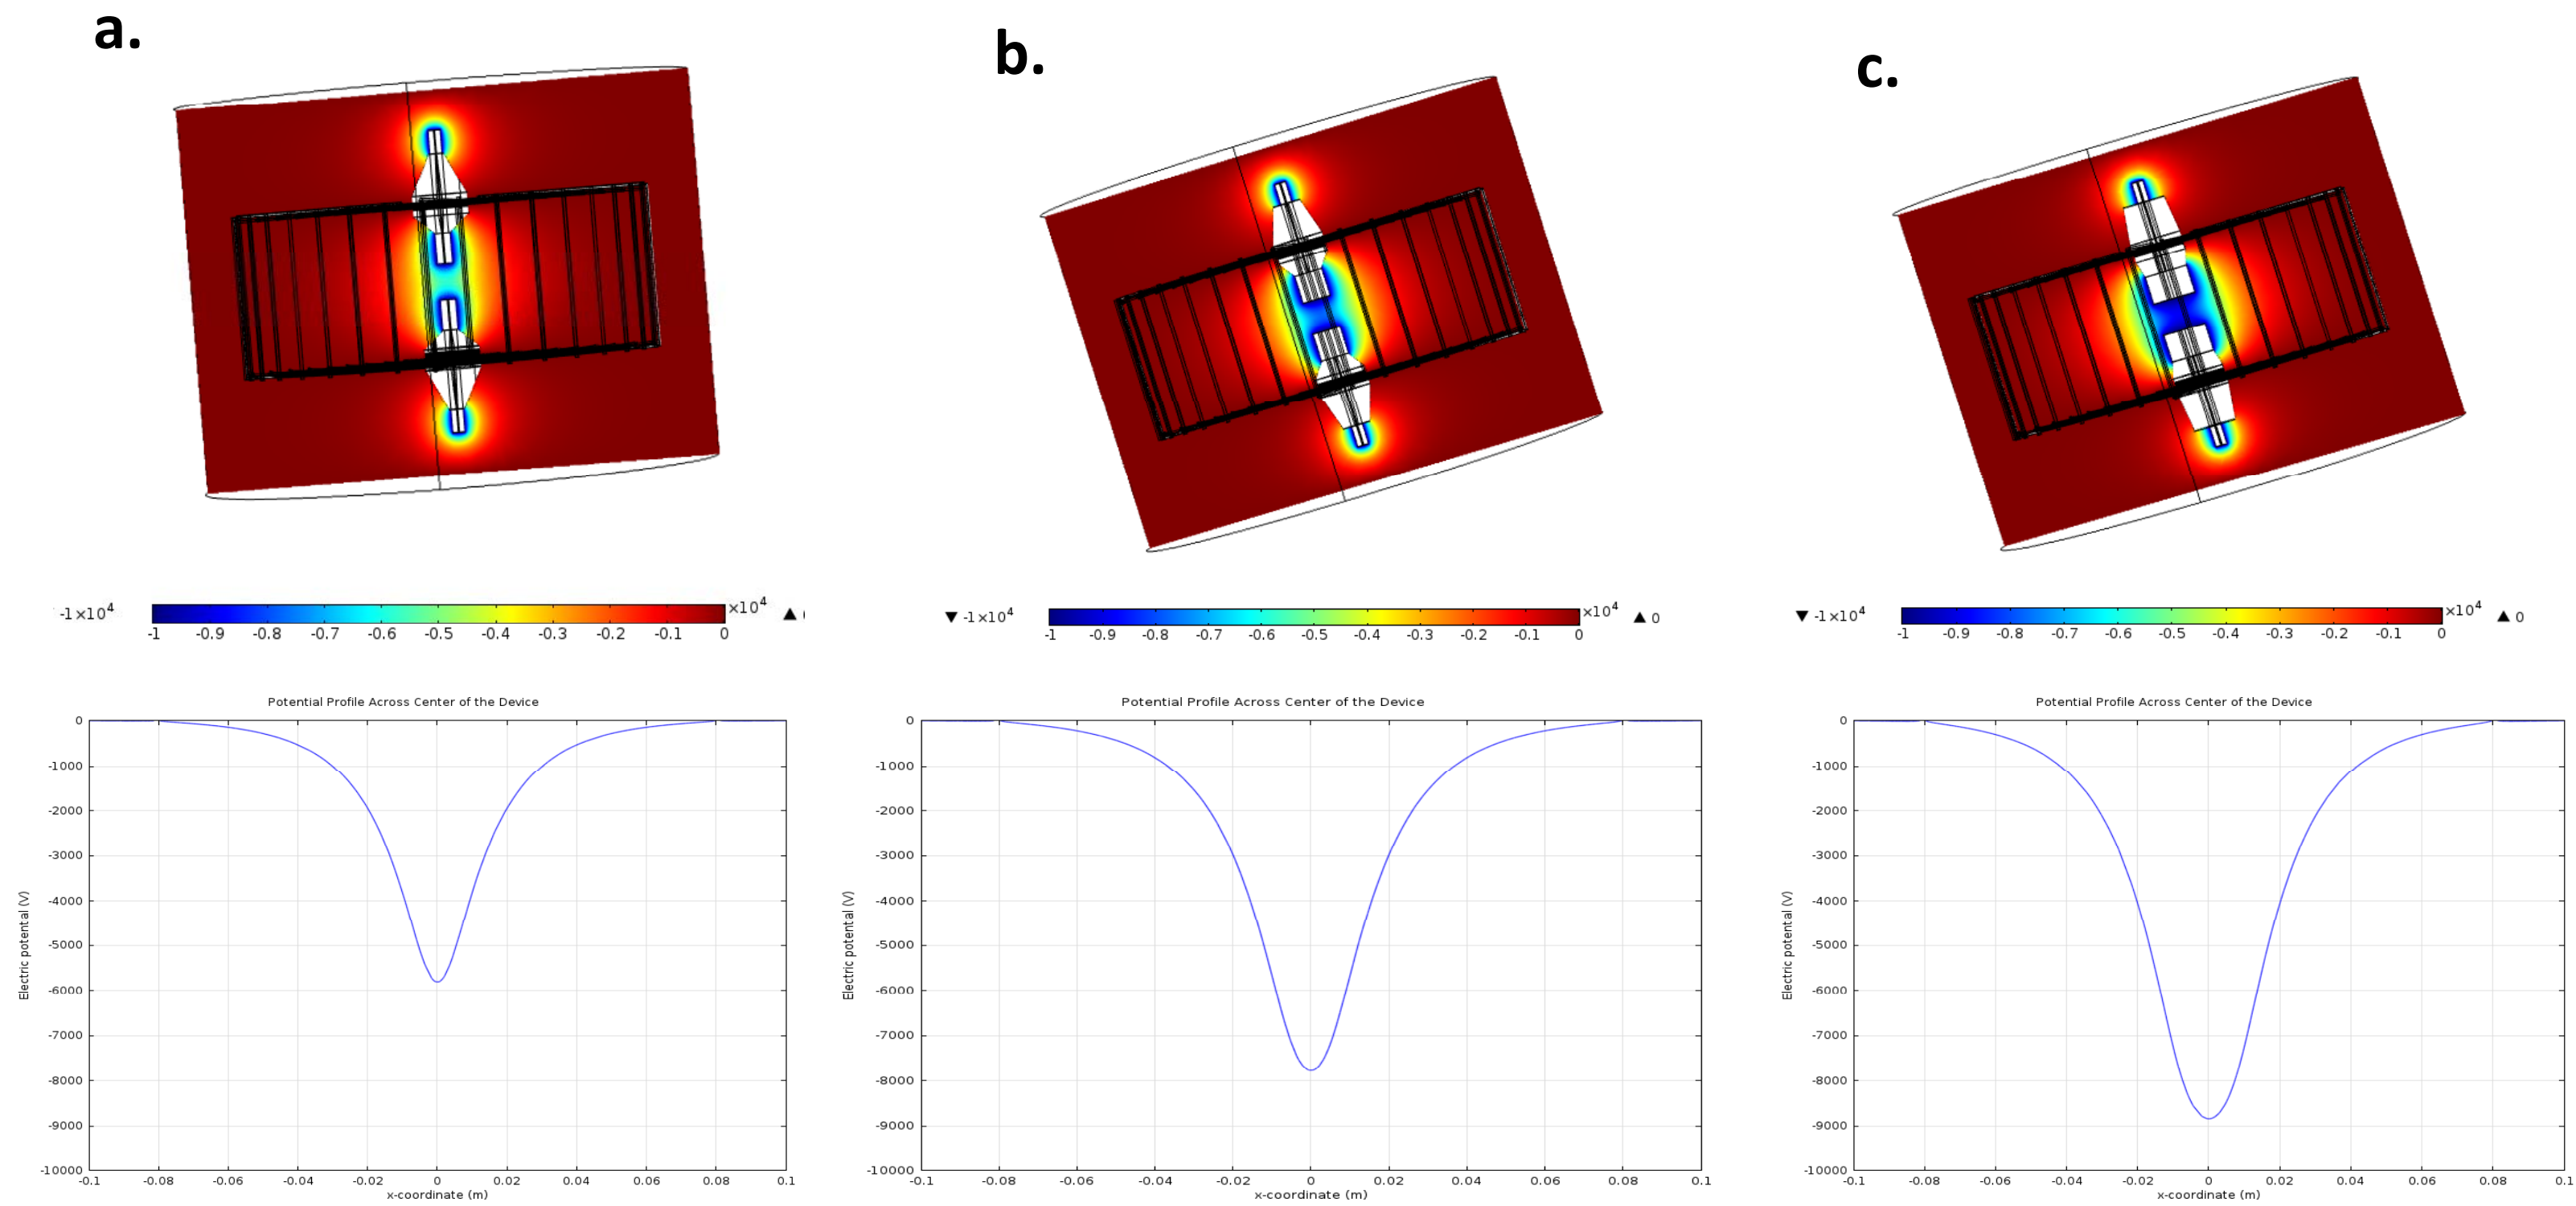 a.
b.
c.
-1×10⁴
-1 -0.9 -0.8 -0.7 -0.6 -0.5 -0.4 -0.3 -0.2 -0.1 0
×10⁴
▲
▼ -1×10⁴
-1 -0.9 -0.8 -0.7 -0.6 -0.5 -0.4 -0.3 -0.2 -0.1 0
×10⁴
▲ 0
▼ -1×10⁴
-1 -0.9 -0.8 -0.7 -0.6 -0.5 -0.4 -0.3 -0.2 -0.1 0
×10⁴
▲ 0
Potential Profile Across Center of the Device
Electric potential (V)
0
-1000
-2000
-3000
-4000
-5000
-6000
-7000
-8000
-9000
-10000
-0.1 -0.08 -0.06 -0.04 -0.02 0 0.02 0.04 0.06 0.08 0.1
x-coordinate (m)
Potential Profile Across Center of the Device
Electric potential (V)
0
-1000
-2000
-3000
-4000
-5000
-6000
-7000
-8000
-9000
-10000
-0.1 -0.08 -0.06 -0.04 -0.02 0 0.02 0.04 0.06 0.08 0.1
x-coordinate (m)
Potential Profile Across Center of the Device
Electric potential (V)
0
-1000
-2000
-3000
-4000
-5000
-6000
-7000
-8000
-9000
-10000
-0.1 -0.08 -0.06 -0.04 -0.02 0 0.02 0.04 0.06 0.08 0.1
x-coordinate (m)